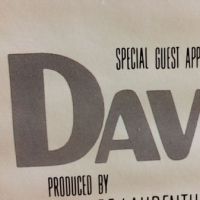 SPECIAL GUEST APP
DAV
PRODUCED BY